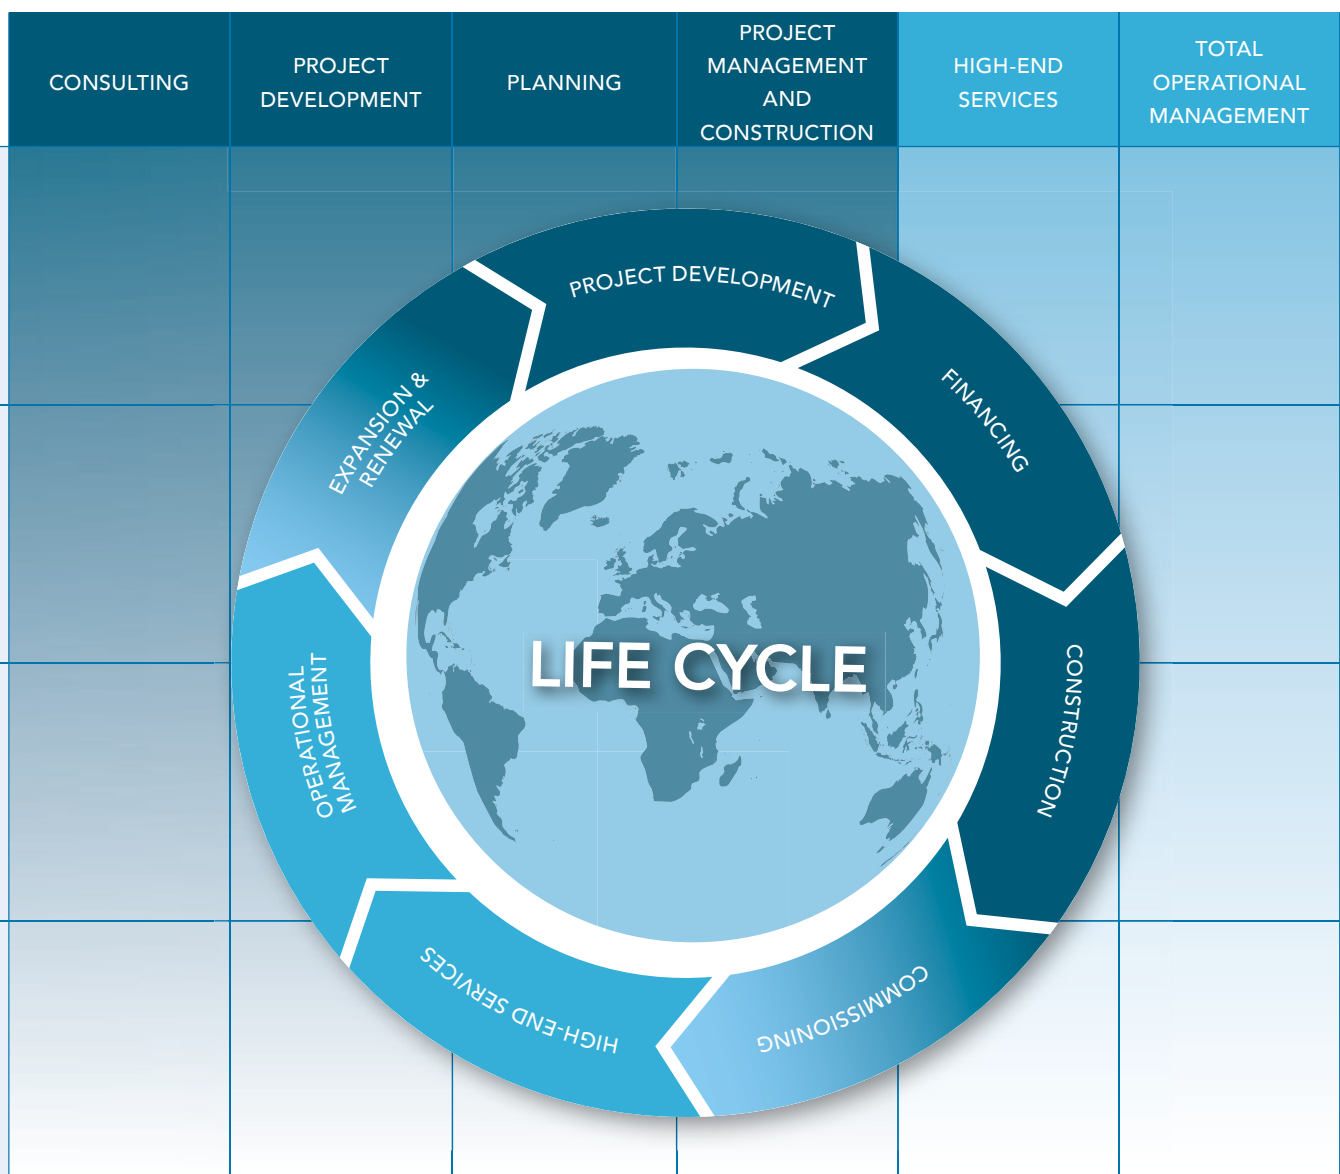 CONSULTING
PROJECT
DEVELOPMENT
PLANNING
PROJECT
MANAGEMENT
AND
CONSTRUCTION
HIGH-END
SERVICES
TOTAL
OPERATIONAL
MANAGEMENT
PROJECT DEVELOPMENT
FINANCING
CONSTRUCTION
COMMISSIONING
HIGH-END SERVICES
OPERATIONAL
MANAGEMENT
EXPANSION &
RENEWAL
LIFE CYCLE